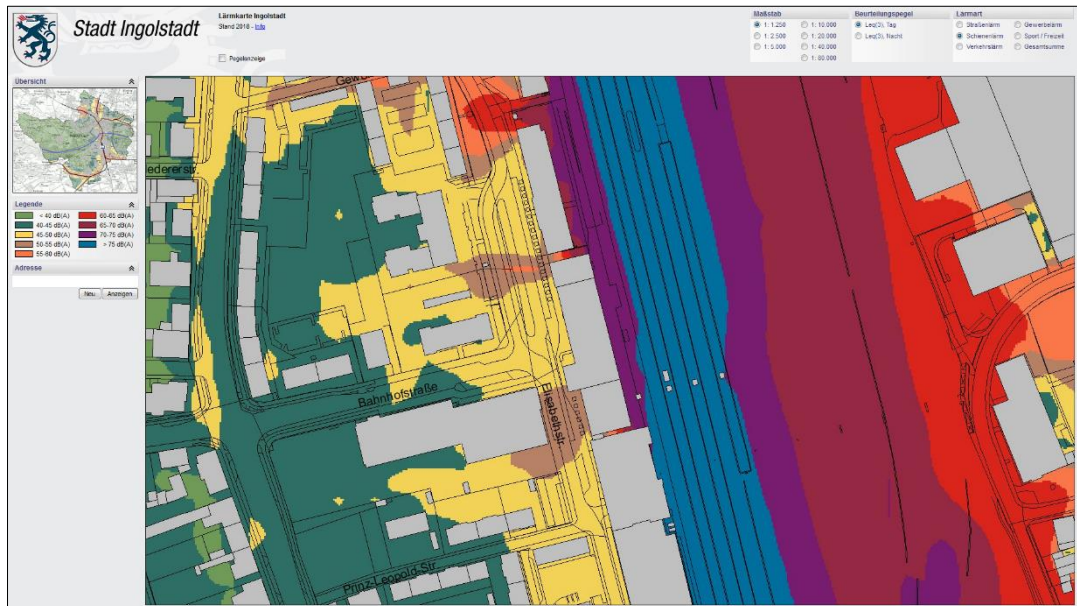 Stadt Ingolstadt
Lärmkarte Ingolstadt
Stand 2018 - Info
Pegelanzeige
Maßstab
1: 1.250
1: 10.000
1: 2.500
1: 20.000
1: 5.000
1: 40.000
1: 80.000
Beurteilungspegel
Leq(3), Tag
Leq(3), Nacht
Lärmart
Straßenlärm
Gewerbelärm
Schienenlärm
Sport / Freizeit
Verkehrslärm
Gesamtsumme
Übersicht
Legende
< 40 dB(A)
60-65 dB(A)
40-45 dB(A)
65-70 dB(A)
45-50 dB(A)
70-75 dB(A)
50-55 dB(A)
> 75 dB(A)
55-60 dB(A)
Adresse
Neu
Anzeigen
Gewe
edererstr.
Bahnhofstraße
Elisabethstr.
Prinz-Leopold-Str.